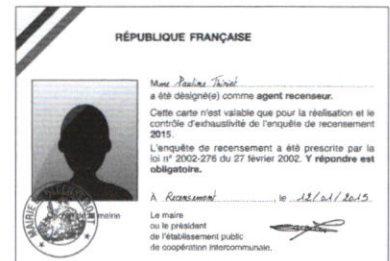 RÉPUBLIQUE FRANÇAISE
Mme Pauline Thiriot
a été désigné(e) comme agent recenseur.
Cette carte n'est valable que pour la réalisation et le
contrôle d'exhaustivité de l'enquête de recensement
2015.
L'enquête de recensement a été prescrite par la
loi n° 2002-276 du 27 février 2002. Y répondre est
obligatoire.
À Recensement, le 12/01/2015
Le maire
ou le président
de l'établissement public
de coopération intercommunale.
mairie
MAIRIE